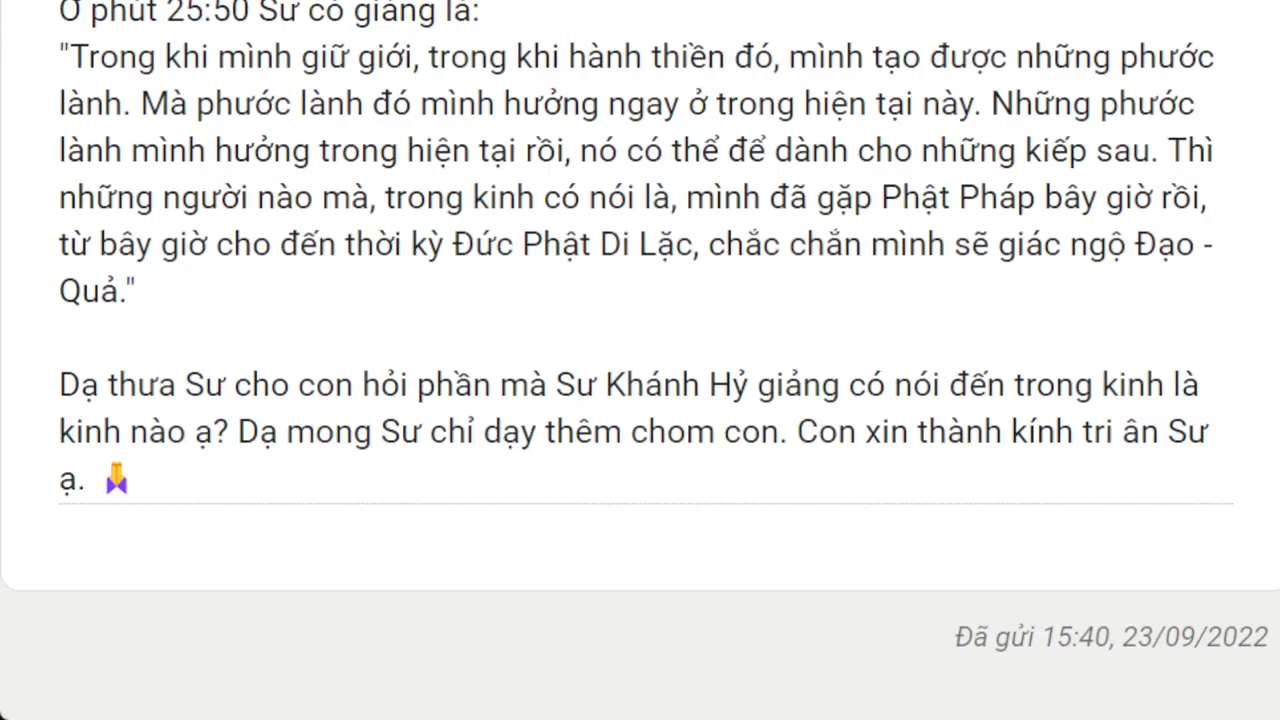 Ở phút 25:50 Sư có giảng là:
"Trong khi mình giữ giới, trong khi hành thiền đó, mình tạo được những phước
lành. Mà phước lành đó mình hưởng ngay ở trong hiện tại này. Những phước
lành mình hưởng trong hiện tại rồi, nó có thể để dành cho những kiếp sau. Thì
những người nào mà, trong kinh có nói là, mình đã gặp Phật Pháp bây giờ rồi,
từ bây giờ cho đến thời kỳ Đức Phật Di Lặc, chắc chắn mình sẽ giác ngộ Đạo -
Quả."
Dạ thưa Sư cho con hỏi phần mà Sư Khánh Hỷ giảng có nói đến trong kinh là
kinh nào ạ? Dạ mong Sư chỉ dạy thêm chom con. Con xin thành kính tri ân Sư
ạ. 🙏
Đã gửi 15:40, 23/09/2022